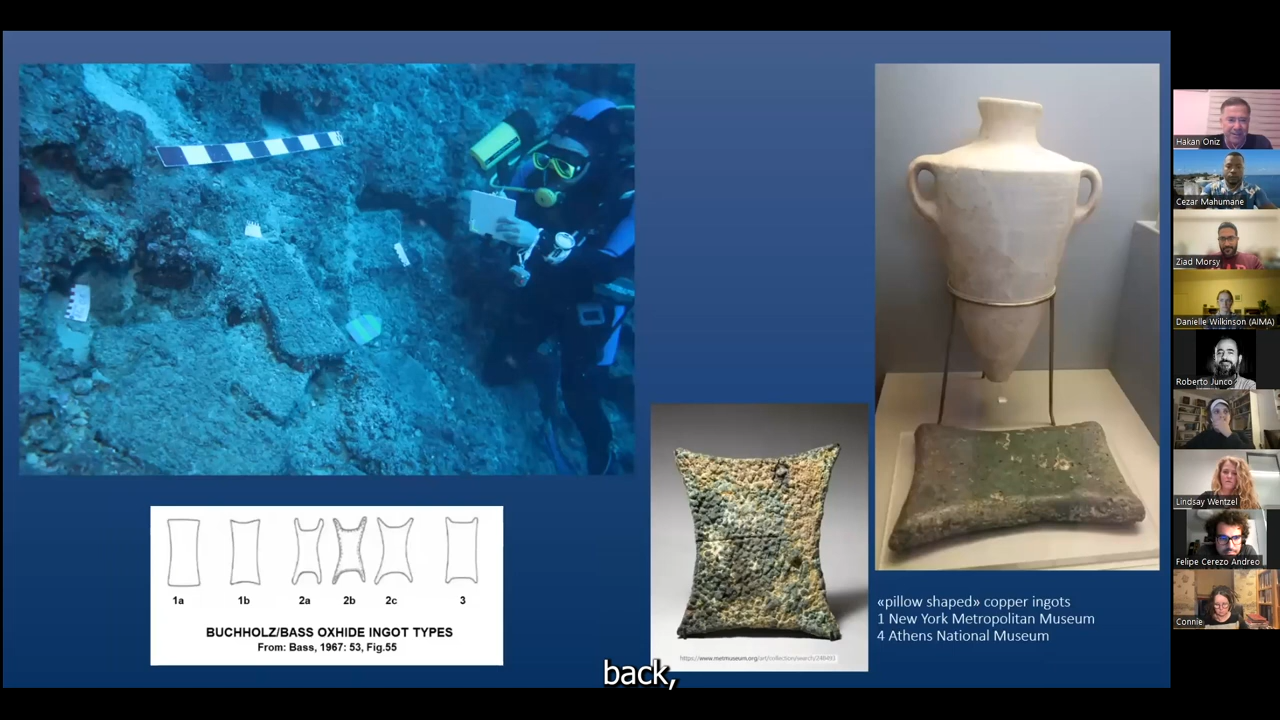 1a 1b 2a 2b 2c 3
BUCHHOLZ/BASS OXHIDE INGOT TYPES
From: Bass, 1967: 53, Fig.55
«pillow shaped» copper ingots
1 New York Metropolitan Museum
4 Athens National Museum
back,
Hakan Oniz
Cezar Mahumane
Ziad Morsy
Danielle Wilkinson (AIMA)
Roberto Junco
Lindsay Wentzel
Felipe Cerezo Andreo
Connie